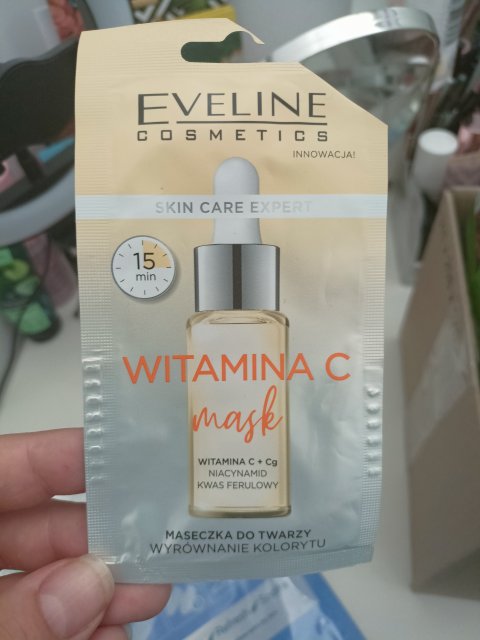 EVELINE
COSMETICS
INNOWACJA!
SKIN CARE EXPERT
15
min
WITAMINA C
mask
WITAMINA C + Cg
NIACYNAMID
KWAS FERULOWY
MASECZKA DO TWARZY
WYRÓWNANIE KOLORYTU